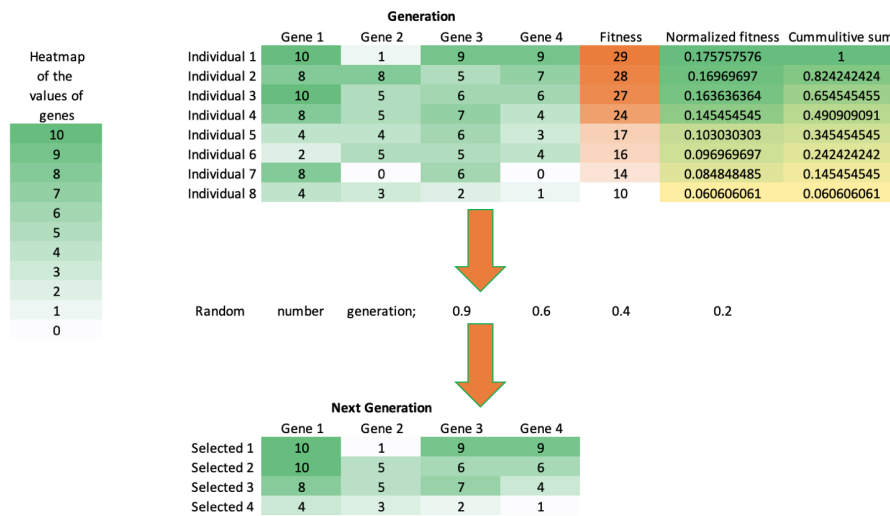 Generation
Gene 1 Gene 2 Gene 3 Gene 4 Fitness Normalized fitness Cummulitive sum
Heatmap of the values of genes
10
9
8
7
6
5
4
3
2
1
0
Individual 1 10 1 9 9 29 0.175757576 1
Individual 2 8 8 5 7 28 0.16969697 0.824242424
Individual 3 10 5 6 6 27 0.163636364 0.654545455
Individual 4 8 5 7 4 24 0.145454545 0.490909091
Individual 5 4 4 6 3 17 0.103030303 0.345454545
Individual 6 2 5 5 4 16 0.096969697 0.242424242
Individual 7 8 0 6 0 14 0.084848485 0.145454545
Individual 8 4 3 2 1 10 0.060606061 0.060606061
Random number generation; 0.9 0.6 0.4 0.2
Next Generation
Gene 1 Gene 2 Gene 3 Gene 4
Selected 1 10 1 9 9
Selected 2 10 5 6 6
Selected 3 8 5 7 4
Selected 4 4 3 2 1